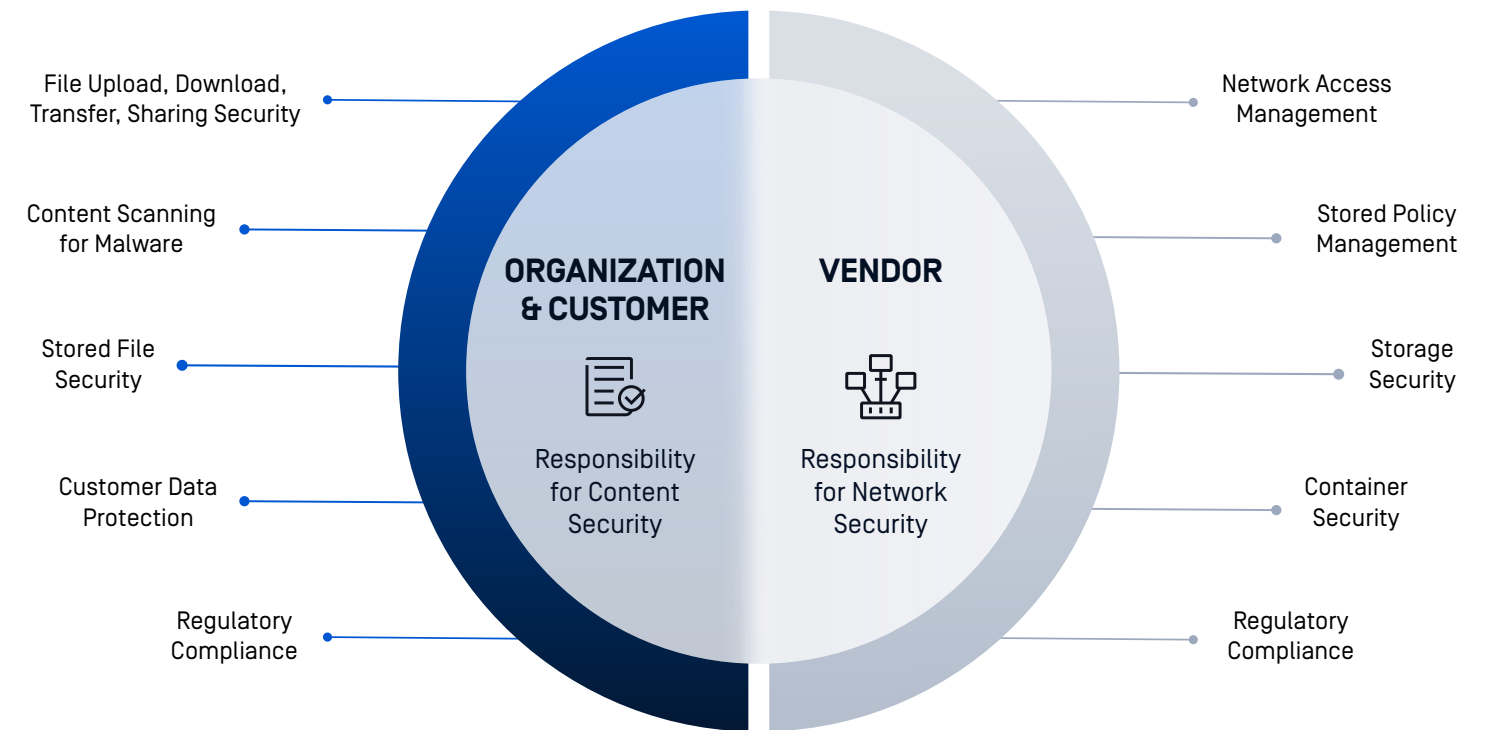 File Upload, Download,
Transfer, Sharing Security
Content Scanning
for Malware
Stored File
Security
Customer Data
Protection
Regulatory
Compliance
ORGANIZATION
& CUSTOMER
Responsibility
for Content
Security
VENDOR
Responsibility
for Network
Security
Network Access
Management
Stored Policy
Management
Storage
Security
Container
Security
Regulatory
Compliance